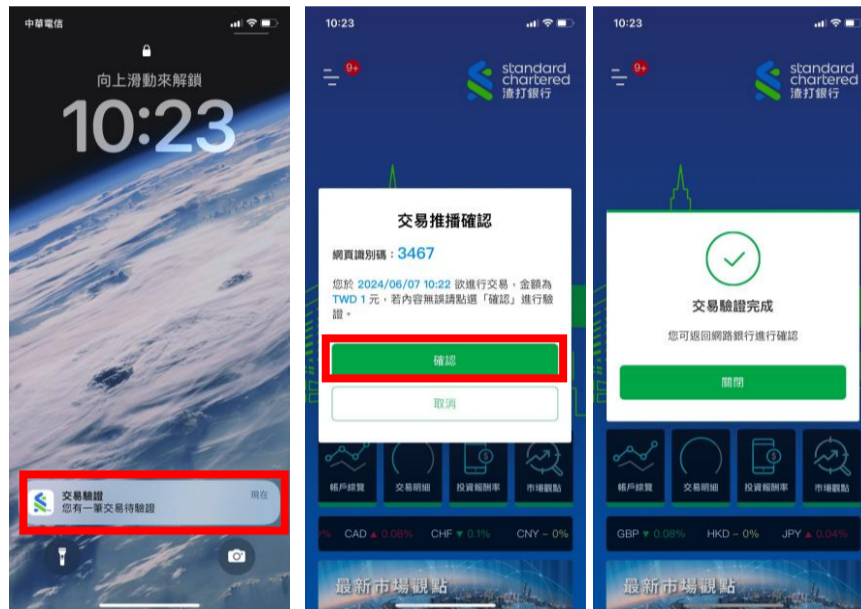 中華電信
向上滑動來解鎖
10:23
交易驗證
現在
您有一筆交易待驗證
10:23
9+
standard
chartered
渣打銀行
交易推播確認
網頁識別碼：3467
您於 2024/06/07 10:22 欲進行交易，金額為
TWD 1 元，若內容無誤請點選「確認」進行驗
證。
確認
取消
帳戶綜覽
交易明細
投資報酬率
市場觀點
% CAD ▲ 0.08% CHF ▼ 0.1% CNY – 0%
最新市場觀點
10:23
9+
standard
chartered
渣打銀行
交易驗證完成
您可返回網路銀行進行確認
關閉
帳戶綜覽
交易明細
投資報酬率
市場觀點
GBP ▼ 0.08% HKD – 0% JPY ▲ 0.04%
最新市場觀點